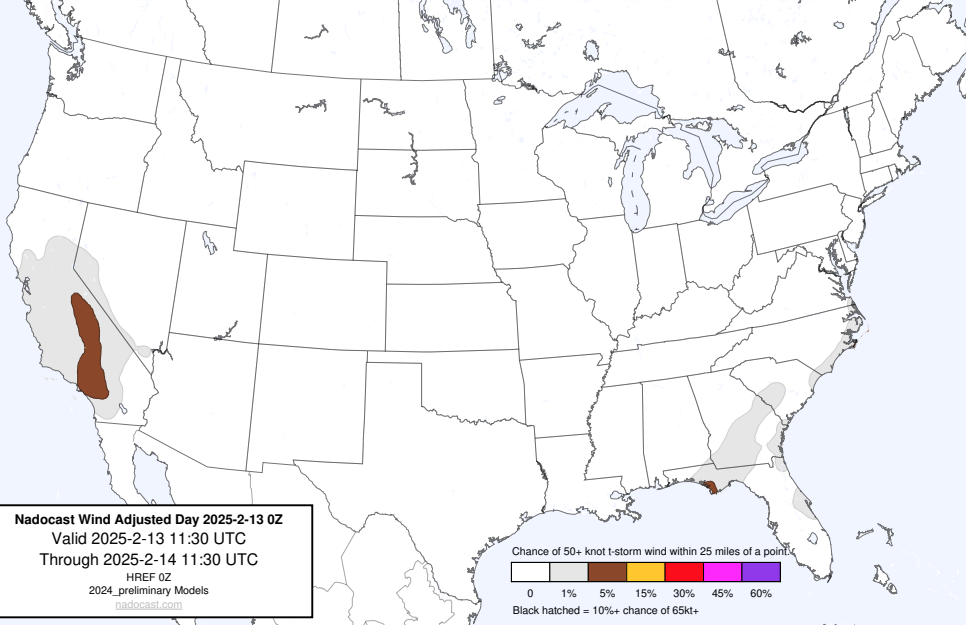 Nadocast Wind Adjusted Day 2025-2-13 0Z
Valid 2025-2-13 11:30 UTC
Through 2025-2-14 11:30 UTC
HREF 0Z
2024_preliminary Models
nadocast.com
Chance of 50+ knot t-storm wind within 25 miles of a point.
0 1% 5% 15% 30% 45% 60%
Black hatched = 10%+ chance of 65kt+